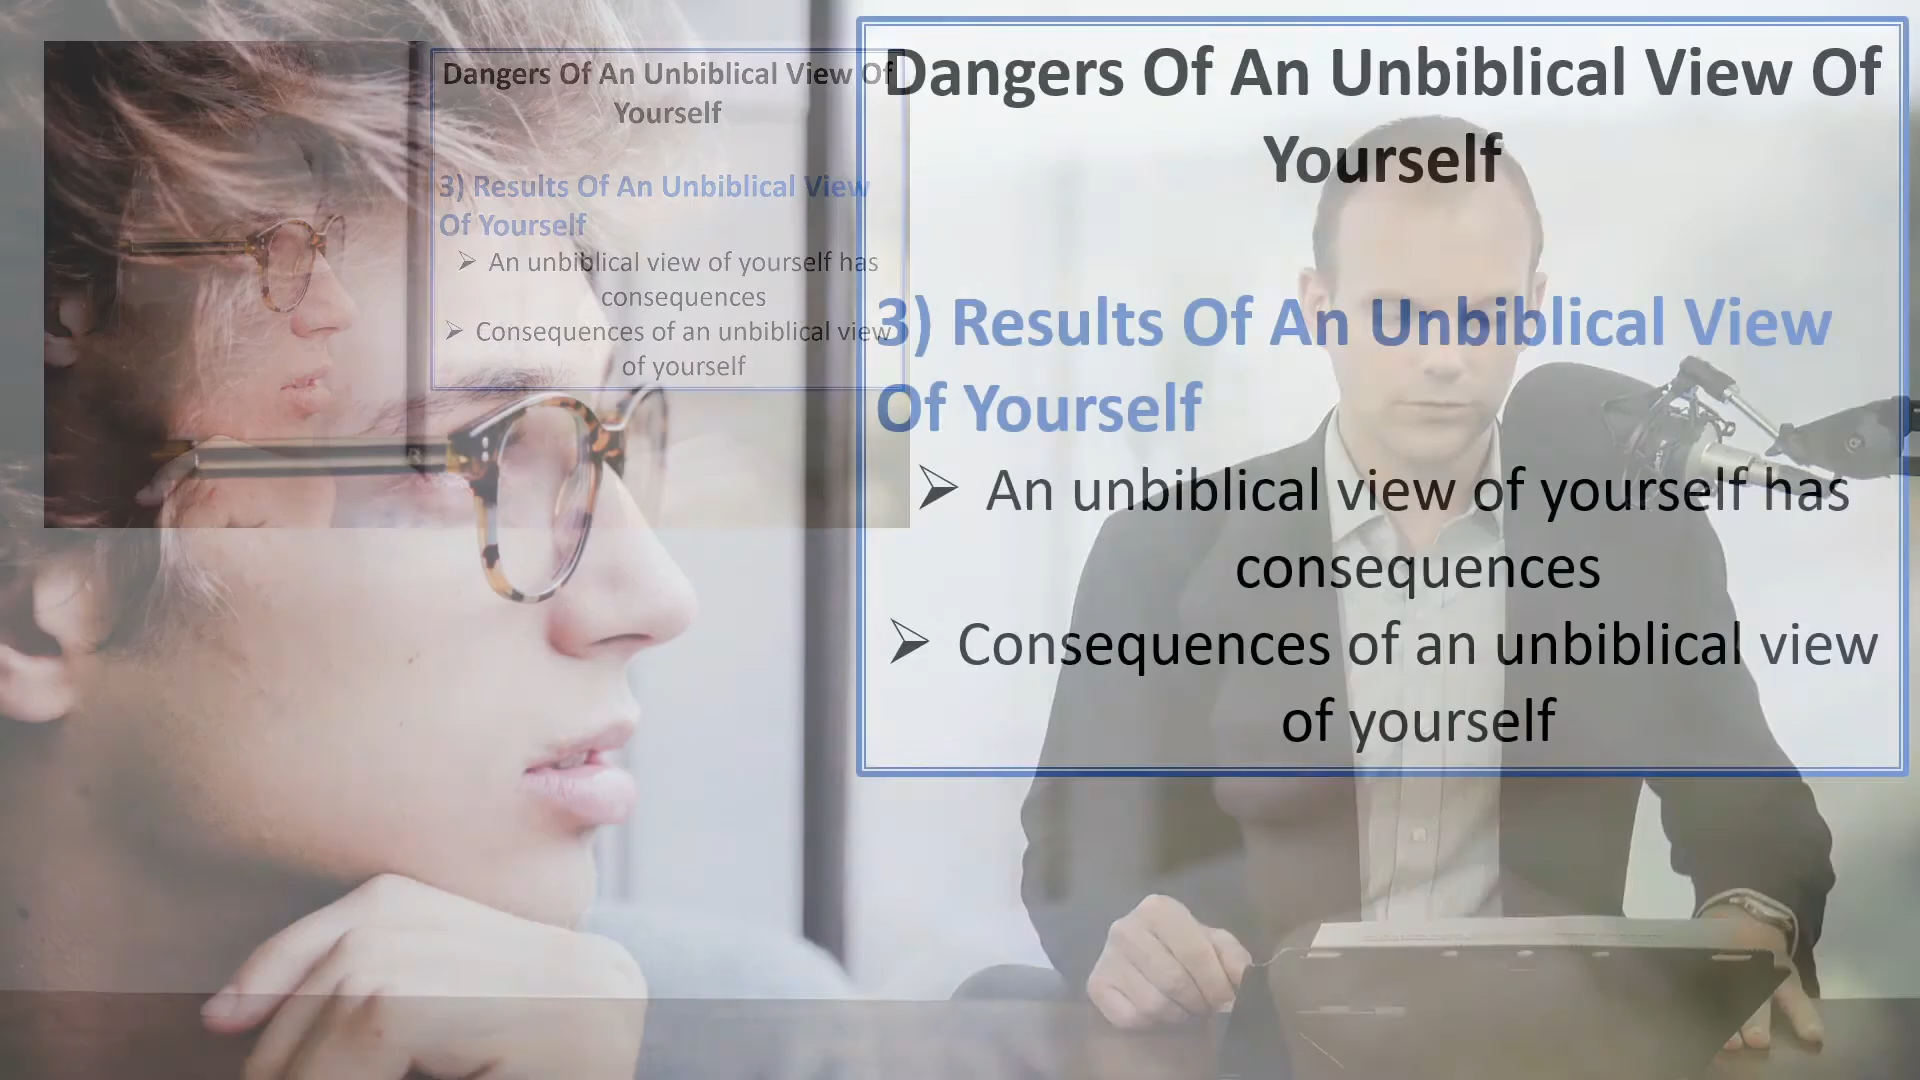 Dangers Of An Unbiblical View Of
Yourself
3) Results Of An Unbiblical View
Of Yourself
➢ An unbiblical view of yourself has
consequences
➢ Consequences of an unbiblical view
of yourself
Dangers Of An Unbiblical View Of
Yourself
3) Results Of An Unbiblical View
Of Yourself
➢ An unbiblical view of yourself has
consequences
➢ Consequences of an unbiblical view
of yourself